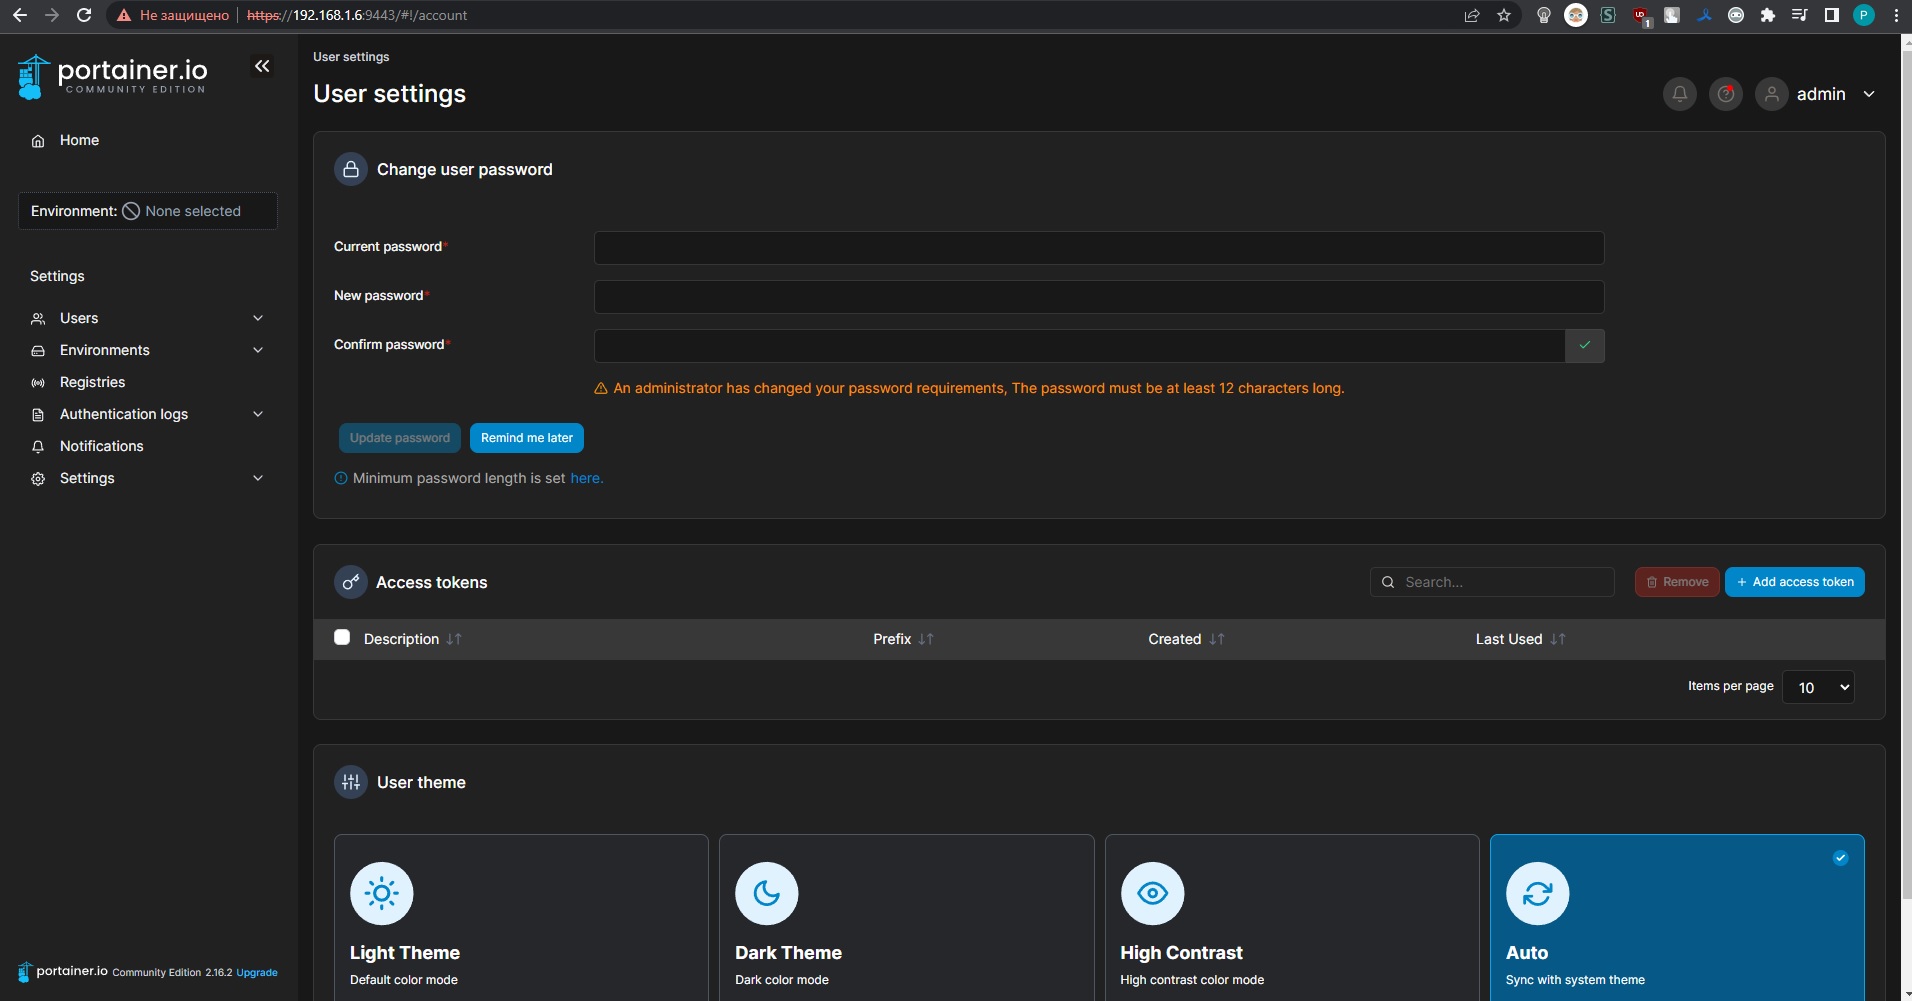 Не защищено https://192.168.1.6:9443/#!/account
portainer.io
COMMUNITY EDITION
Home
Environment: None selected
Settings
Users
Environments
Registries
Authentication logs
Notifications
Settings
portainer.io Community Edition 2.16.2 Upgrade
User settings
User settings
admin
Change user password
Current password*
New password*
Confirm password*
An administrator has changed your password requirements, The password must be at least 12 characters long.
Update password Remind me later
Minimum password length is set here.
Access tokens
Search...
Remove
+ Add access token
Description Prefix Created Last Used
Items per page 10
User theme
Light Theme
Default color mode
Dark Theme
Dark color mode
High Contrast
High contrast color mode
Auto
Sync with system theme